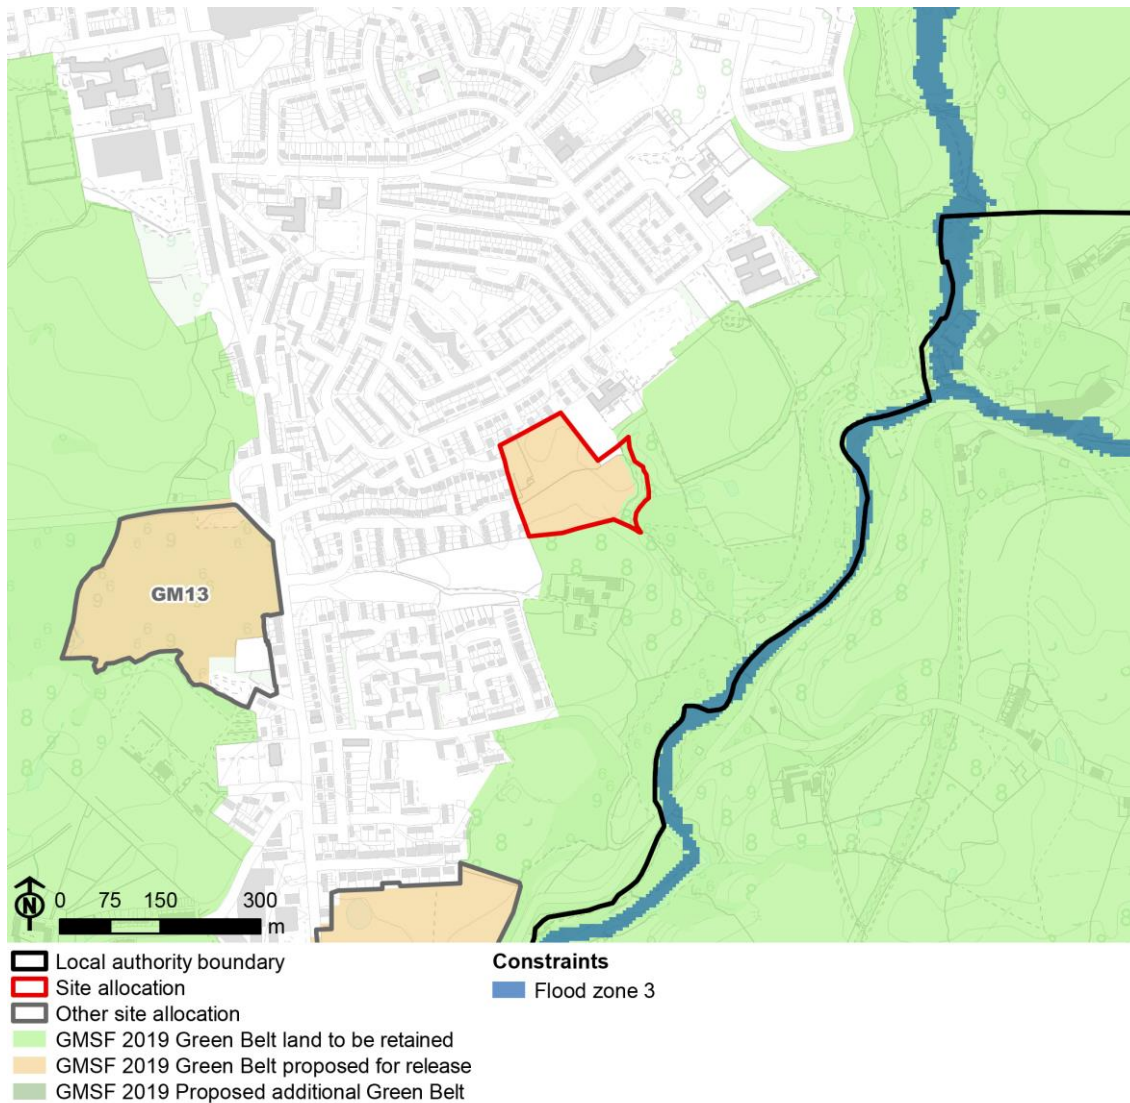 GM13
N
0 75 150 300
m
Local authority boundary
Site allocation
Other site allocation
GMSF 2019 Green Belt land to be retained
GMSF 2019 Green Belt proposed for release
GMSF 2019 Proposed additional Green Belt
Constraints
Flood zone 3